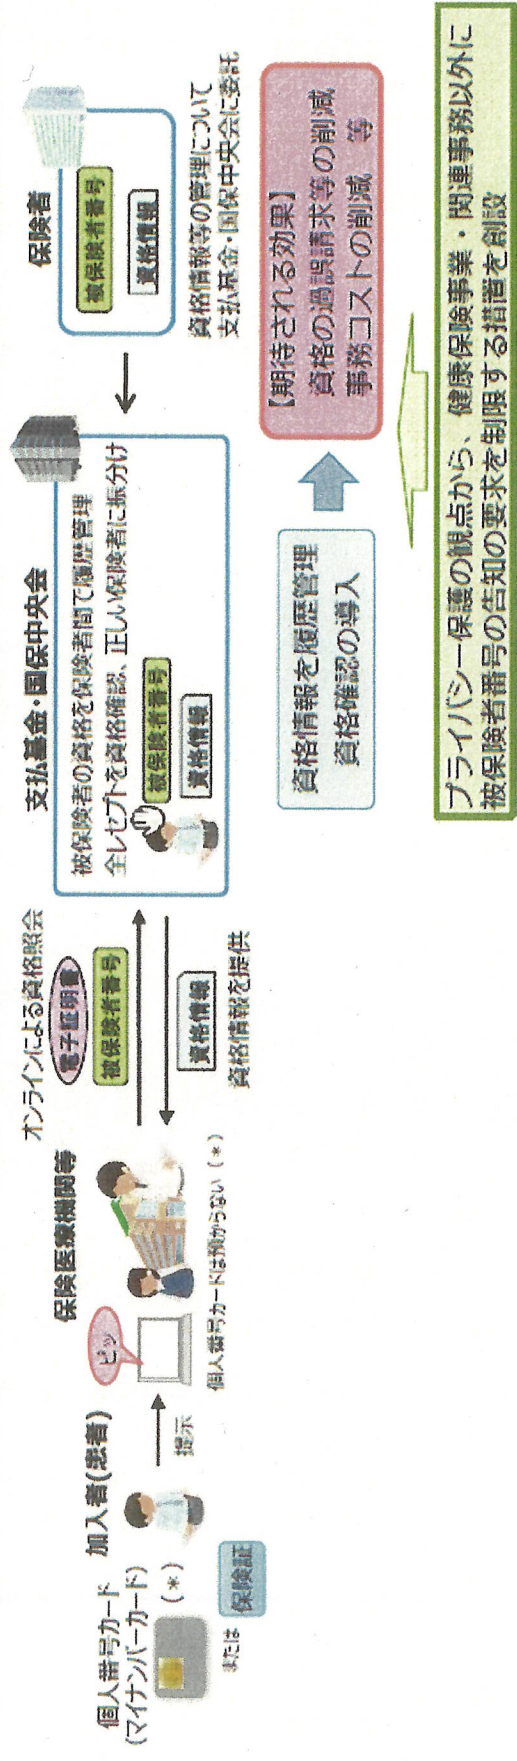 個人番号カード
(マイナンバーカード)
(*)
または
保険証
加入者(患者)
提示
保険医療機関等
ピッ
個人番号カードは預からない(*)
オンラインによる資格照会
電子証明書
被保険者番号
資格情報
資格情報を提供
支払基金・国保中央会
被保険者の資格を保険者間で履歴管理
全レセプトを資格確認、正しい保険者に振分け
被保険者番号
資格情報
保険者
被保険者番号
資格情報
資格情報等の管理について
支払基金・国保中央会に委託
資格情報を履歴管理
資格確認の導入
【期待される効果】
資格の過誤請求等の削減
事務コストの削減 等
プライバシー保護の観点から、健康保険事業・関連事務以外に
被保険者番号の告知の要求を制限する措置を創設